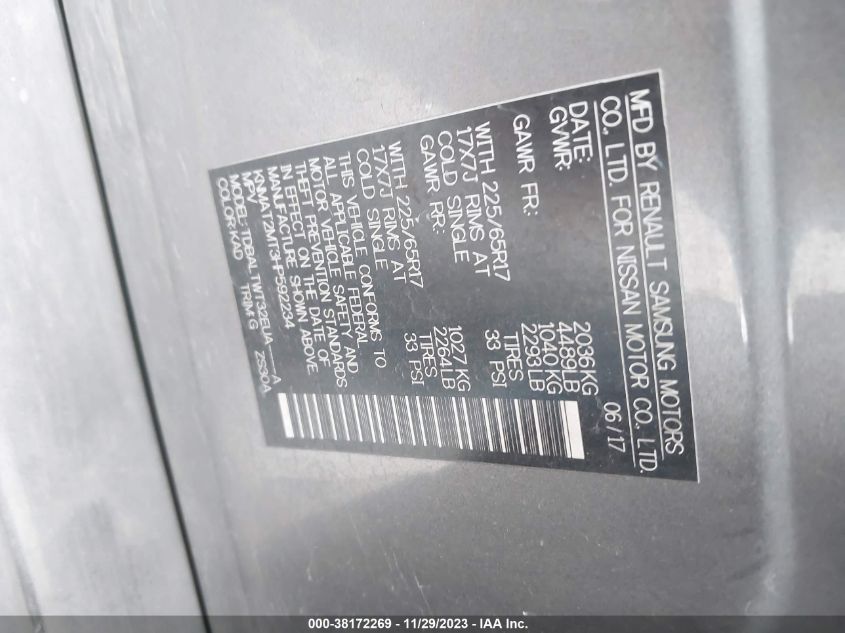 MFD BY RENAULT SAMSUNG MOTORS
CO., LTD. FOR NISSAN MOTOR CO., LTD.
DATE: 06/17
GVWR: 2036KG
4489LB
GAWR FR: 1040KG
2293LB
WITH 225/65R17 TIRES
17X7J RIMS AT 33 PSI
COLD SINGLE
GAWR RR: 1027KG
2264LB
WITH 225/65R17 TIRES
17X7J RIMS AT 33 PSI
COLD SINGLE
THIS VEHICLE CONFORMS TO
ALL APPLICABLE FEDERAL
MOTOR VEHICLE SAFETY AND
THEFT PREVENTION STANDARDS
IN EFFECT ON THE DATE OF
MANUFACTURE SHOWN ABOVE
KNMAT2MT3HP592234
MPV
MODEL: TDBALTWT32EUA-----A
COLOR:KAD TRIM:G ZES90A
000-38172269 - 11/29/2023 - IAA Inc.